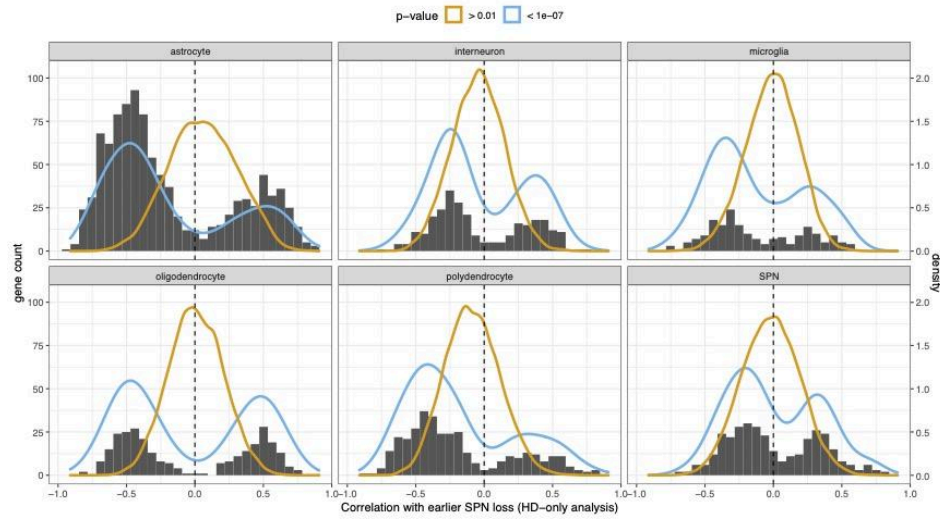 p-value > 0.01 < 1e-07
astrocyte interneuron microglia
100
75
50
25
0
2.0
1.5
1.0
0.5
0.0
oligodendrocyte polydendrocyte SPN
100
75
50
25
0
2.0
1.5
1.0
0.5
0.0
gene count
density
-1.0 -0.5 0.0 0.5 1.0 -1.0 -0.5 0.0 0.5 1.0 -1.0 -0.5 0.0 0.5 1.0
Correlation with earlier SPN loss (HD-only analysis)